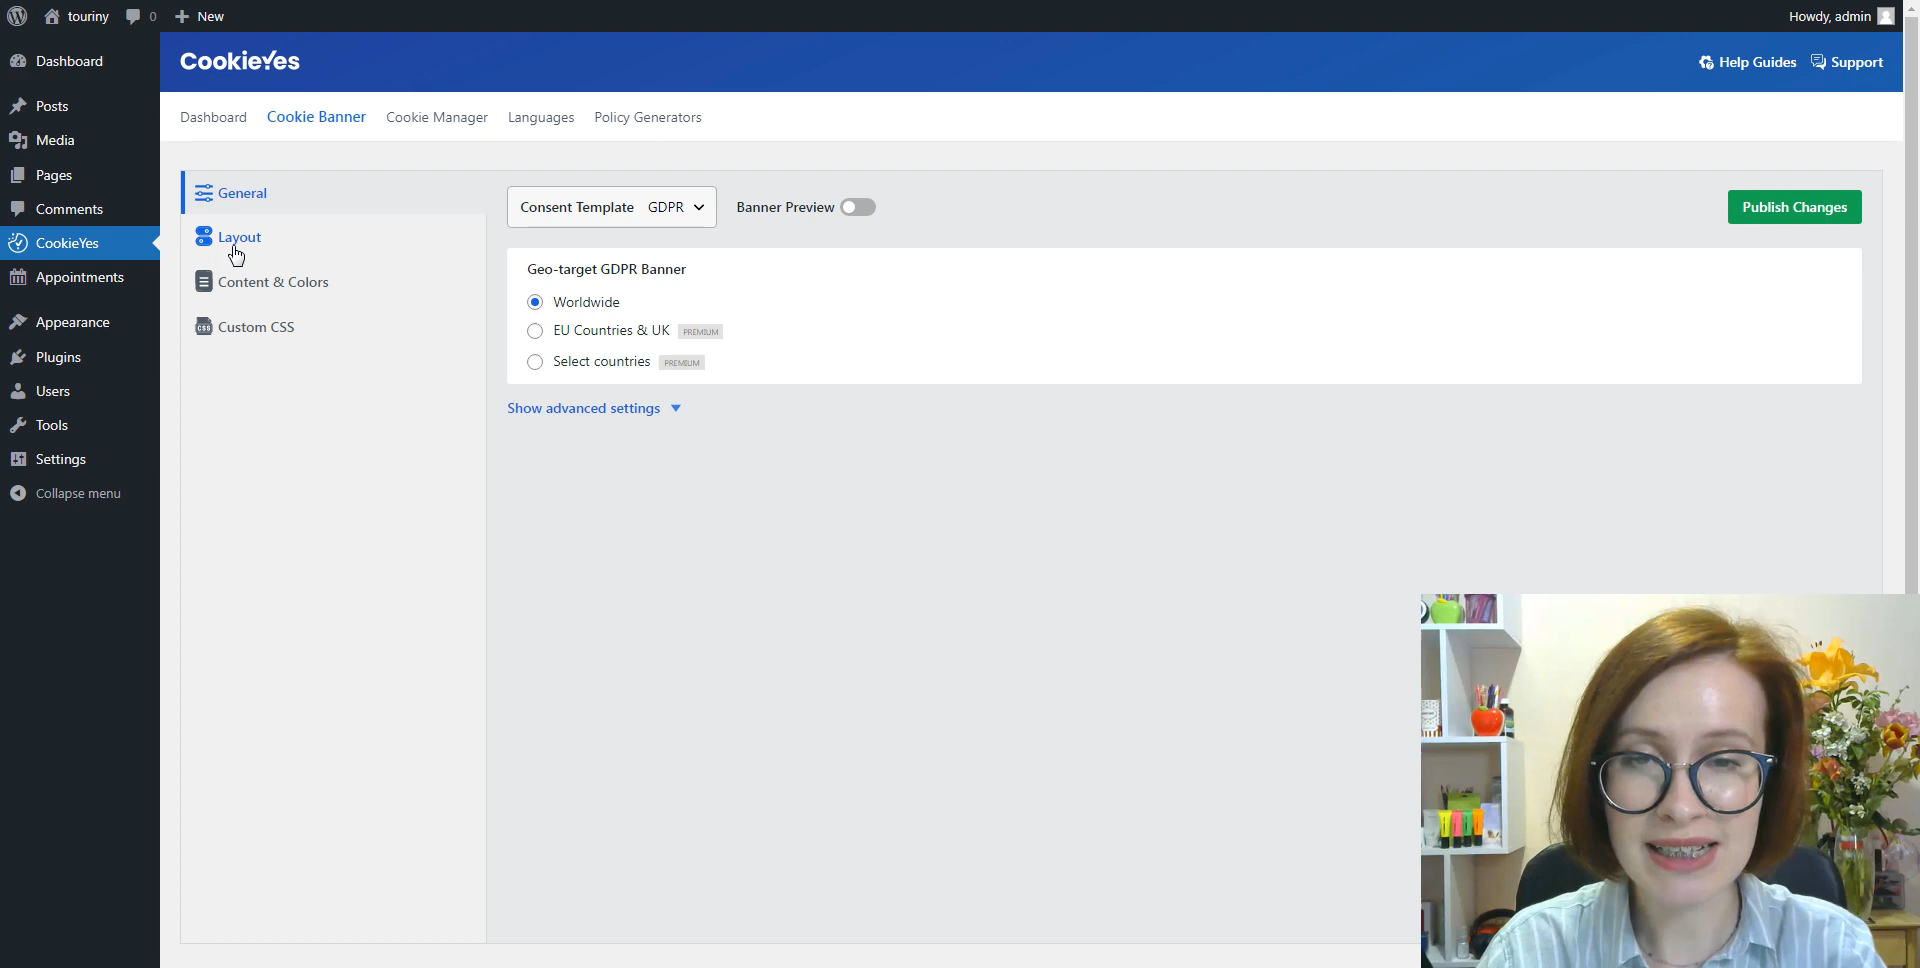 touriny
0
New
Howdy, admin
Dashboard
Posts
Media
Pages
Comments
CookieYes
Appointments
Appearance
Plugins
Users
Tools
Settings
Collapse menu
CookieYes
Help Guides
Support
Dashboard
Cookie Banner
Cookie Manager
Languages
Policy Generators
General
Layout
Content & Colors
CSS
Custom CSS
Consent Template GDPR
Banner Preview
Publish Changes
Geo-target GDPR Banner
Worldwide
EU Countries & UK PREMIUM
Select countries PREMIUM
Show advanced settings